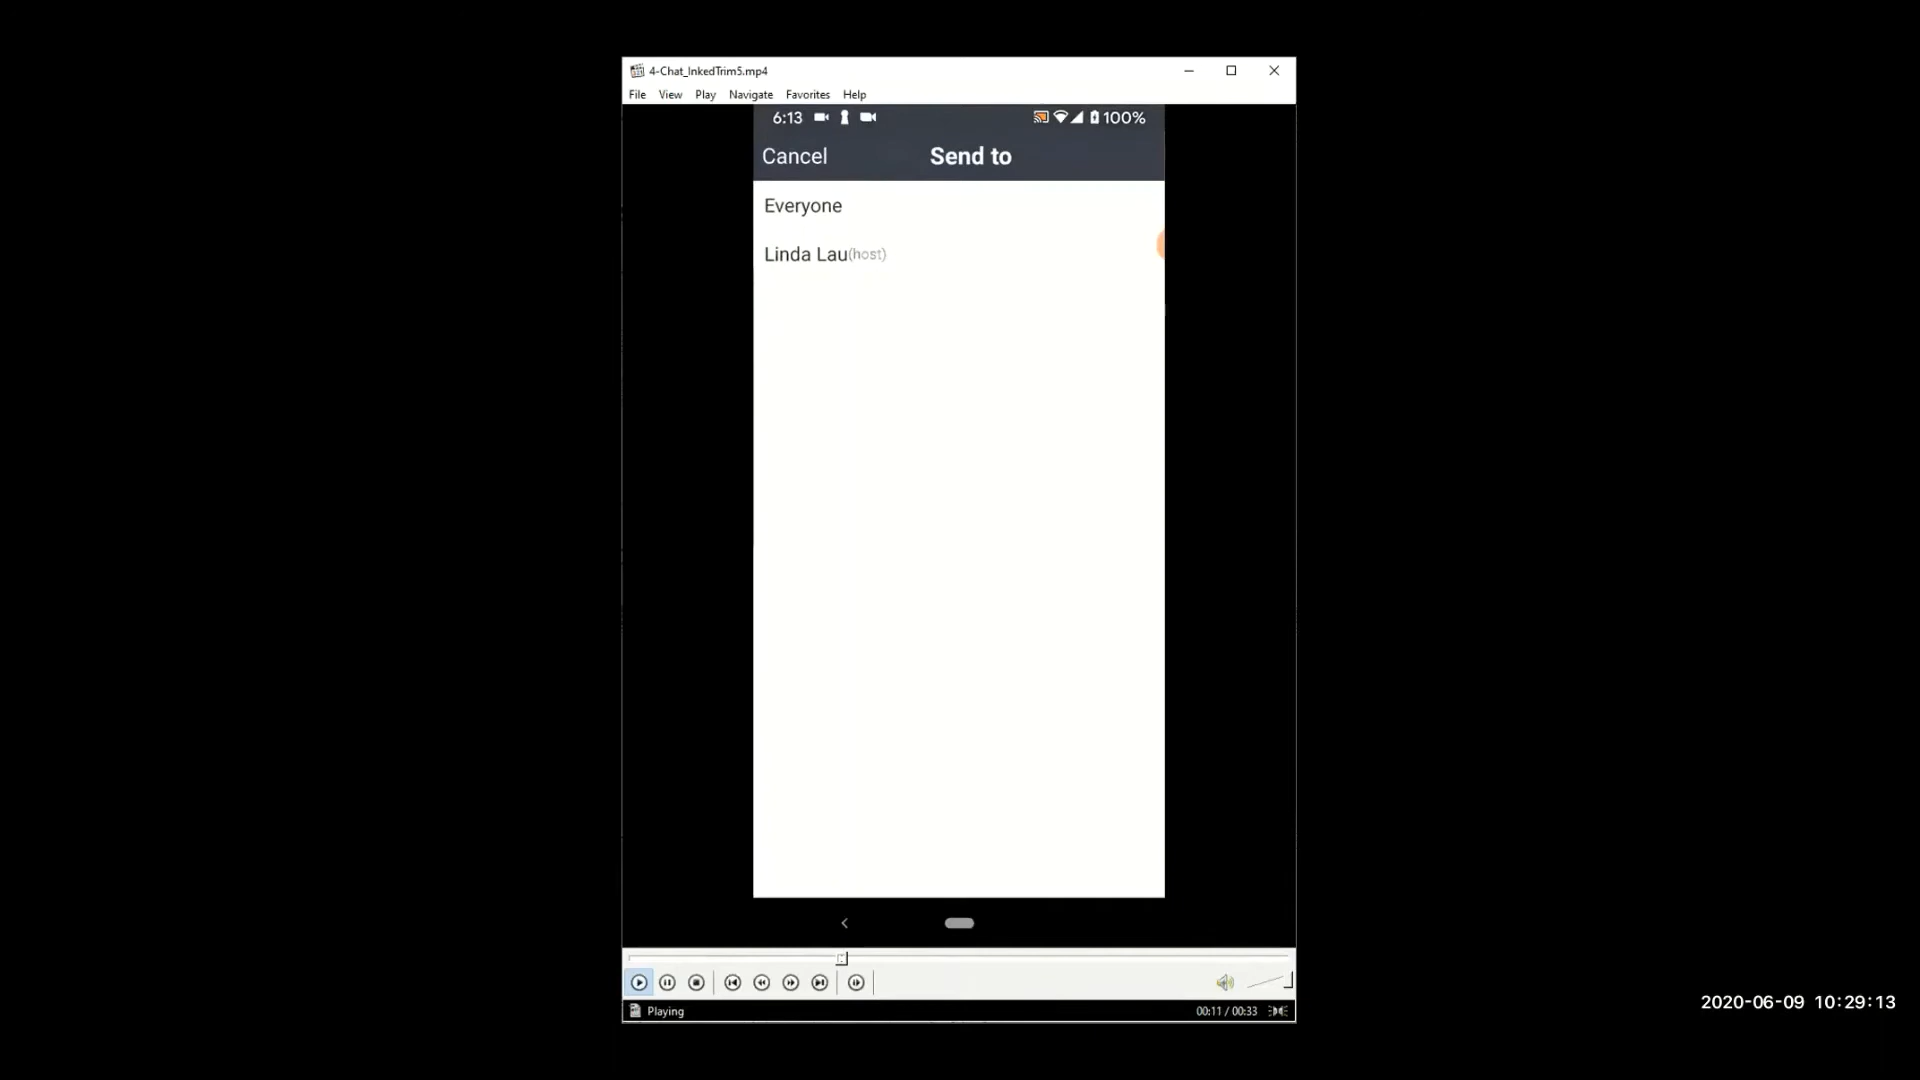 4-Chat_InkedTrim5.mp4
File View Play Navigate Favorites Help
6:13 100%
Cancel Send to
Everyone
Linda Lau(host)
Playing 00:11 / 00:33
2020-06-09 10:29:13